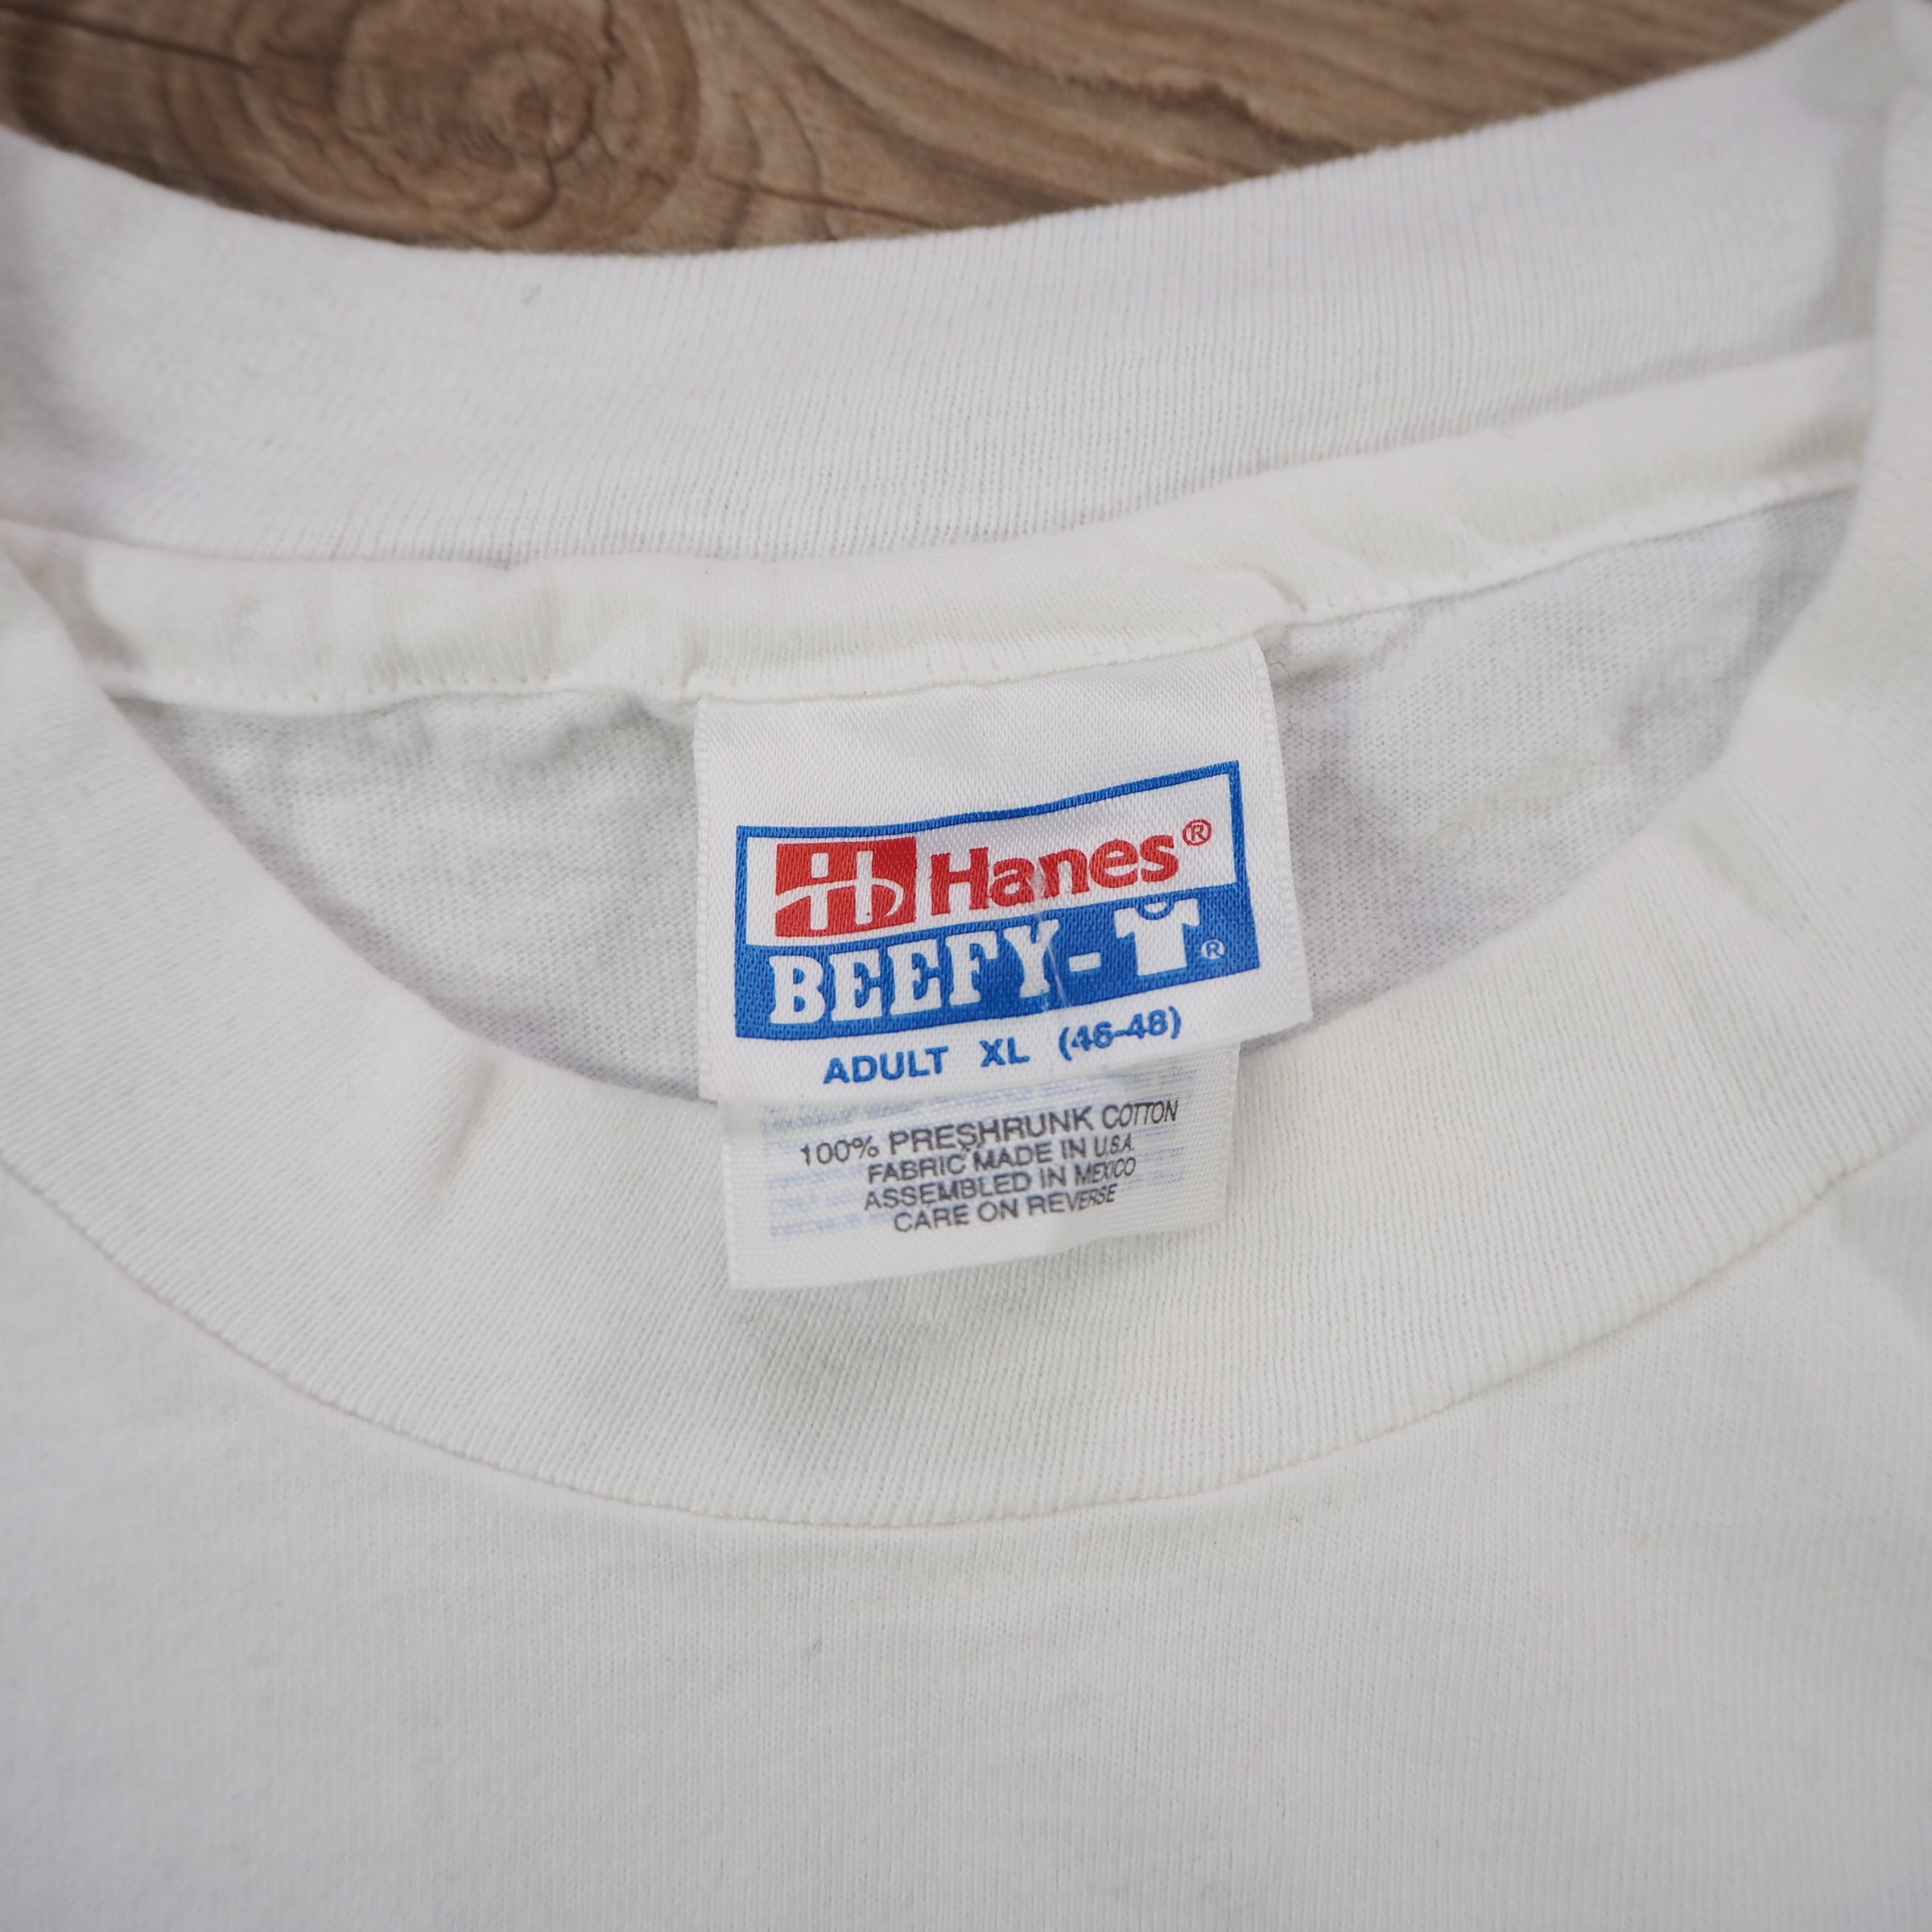 Hanes®
BEEFY-T®
ADULT XL (46-48)
100% PRESHRUNK COTTON
FABRIC MADE IN U.S.A.
ASSEMBLED IN MEXICO
CARE ON REVERSE